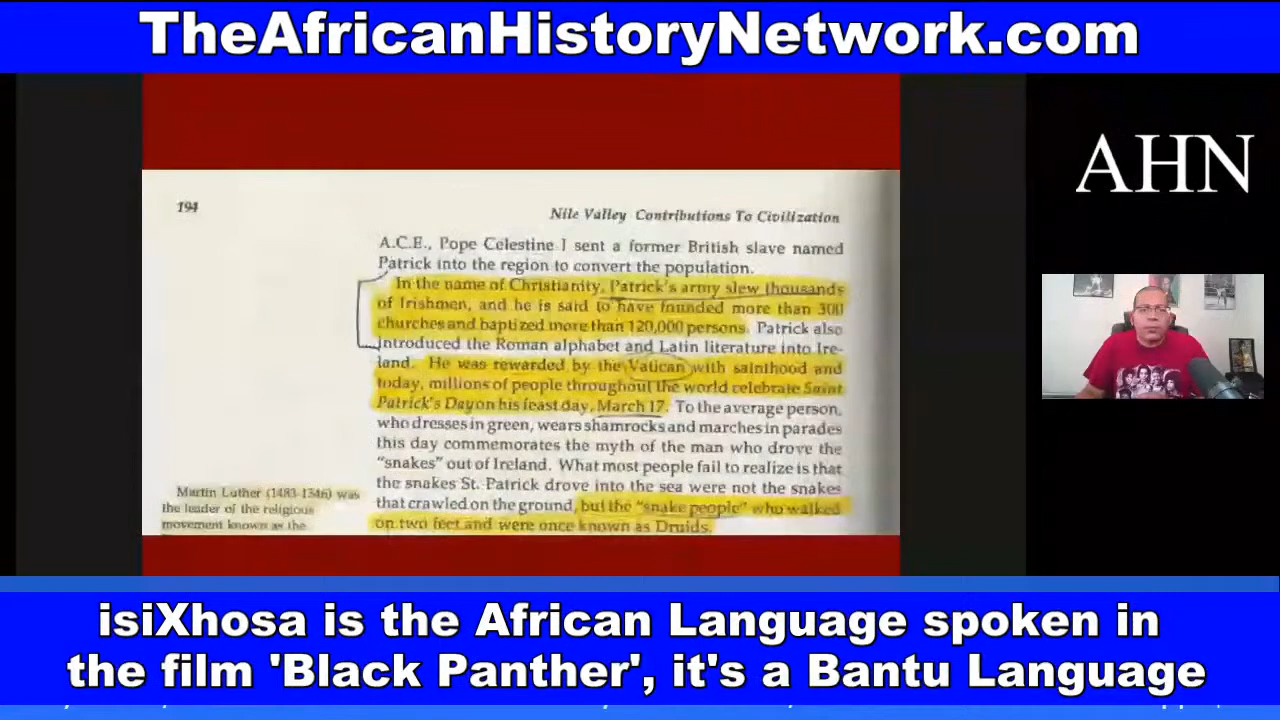 TheAfricanHistoryNetwork.com
AHN
194
Nile Valley Contributions To Civilization
A.C.E., Pope Celestine I sent a former British slave named
Patrick into the region to convert the population.
In the name of Christianity, Patrick's army slew thousands
of Irishmen, and he is said to have founded more than 300
churches and baptized more than 120,000 persons. Patrick also
introduced the Roman alphabet and Latin literature into Ire-
land. He was rewarded by the Vatican with sainthood and
today, millions of people throughout the world celebrate Saint
Patrick's Day on his feast day, March 17. To the average person,
who dresses in green, wears shamrocks and marches in parades
this day commemorates the myth of the man who drove the
"snakes" out of Ireland. What most people fail to realize is that
the snakes St. Patrick drove into the sea were not the snakes
that crawled on the ground, but the "snake people" who walked
on two feet and were once known as Druids.
Martin Luther (1483-1546) was
the leader of the religious
movement known as the
isiXhosa is the African Language spoken in
the film 'Black Panther', it's a Bantu Language